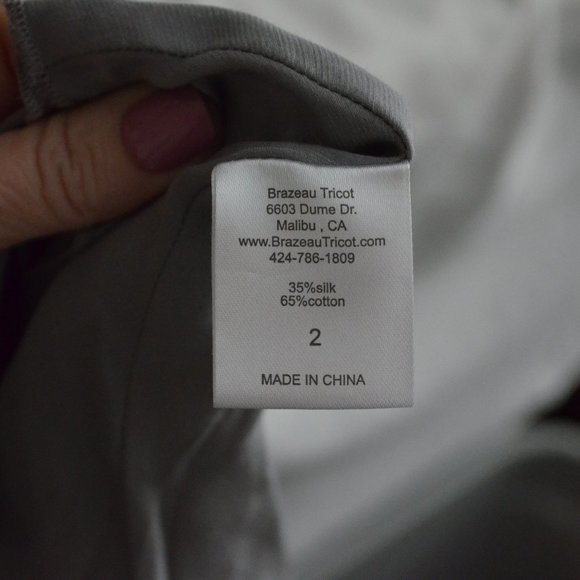 Brazeau Tricot
6603 Dume Dr.
Malibu , CA
www.BrazeauTricot.com
424-786-1809
35%silk
65%cotton
2
MADE IN CHINA